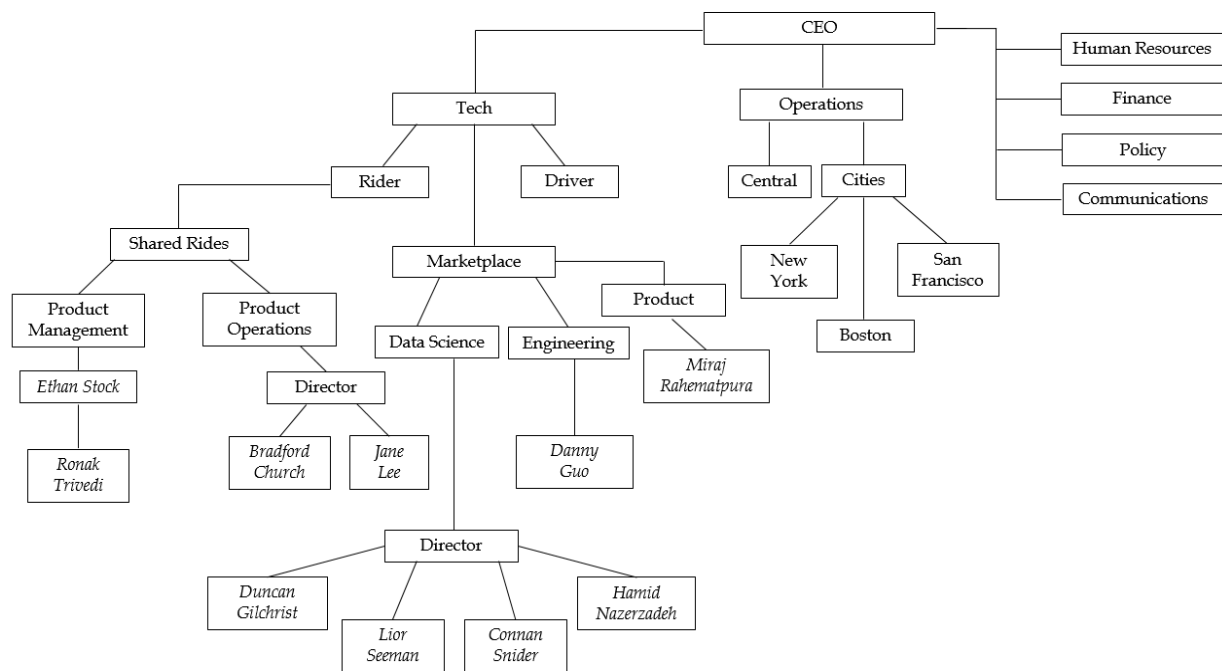 CEO
Human Resources
Finance
Policy
Communications
Tech
Operations
Rider
Driver
Central
Cities
Shared Rides
Marketplace
New
York
San
Francisco
Boston
Product
Management
Product
Operations
Data Science
Engineering
Product
Ethan Stock
Director
Miraj
Rahematpura
Ronak
Trivedi
Bradford
Church
Jane
Lee
Danny
Guo
Director
Duncan
Gilchrist
Lior
Seeman
Connan
Snider
Hamid
Nazerzadeh